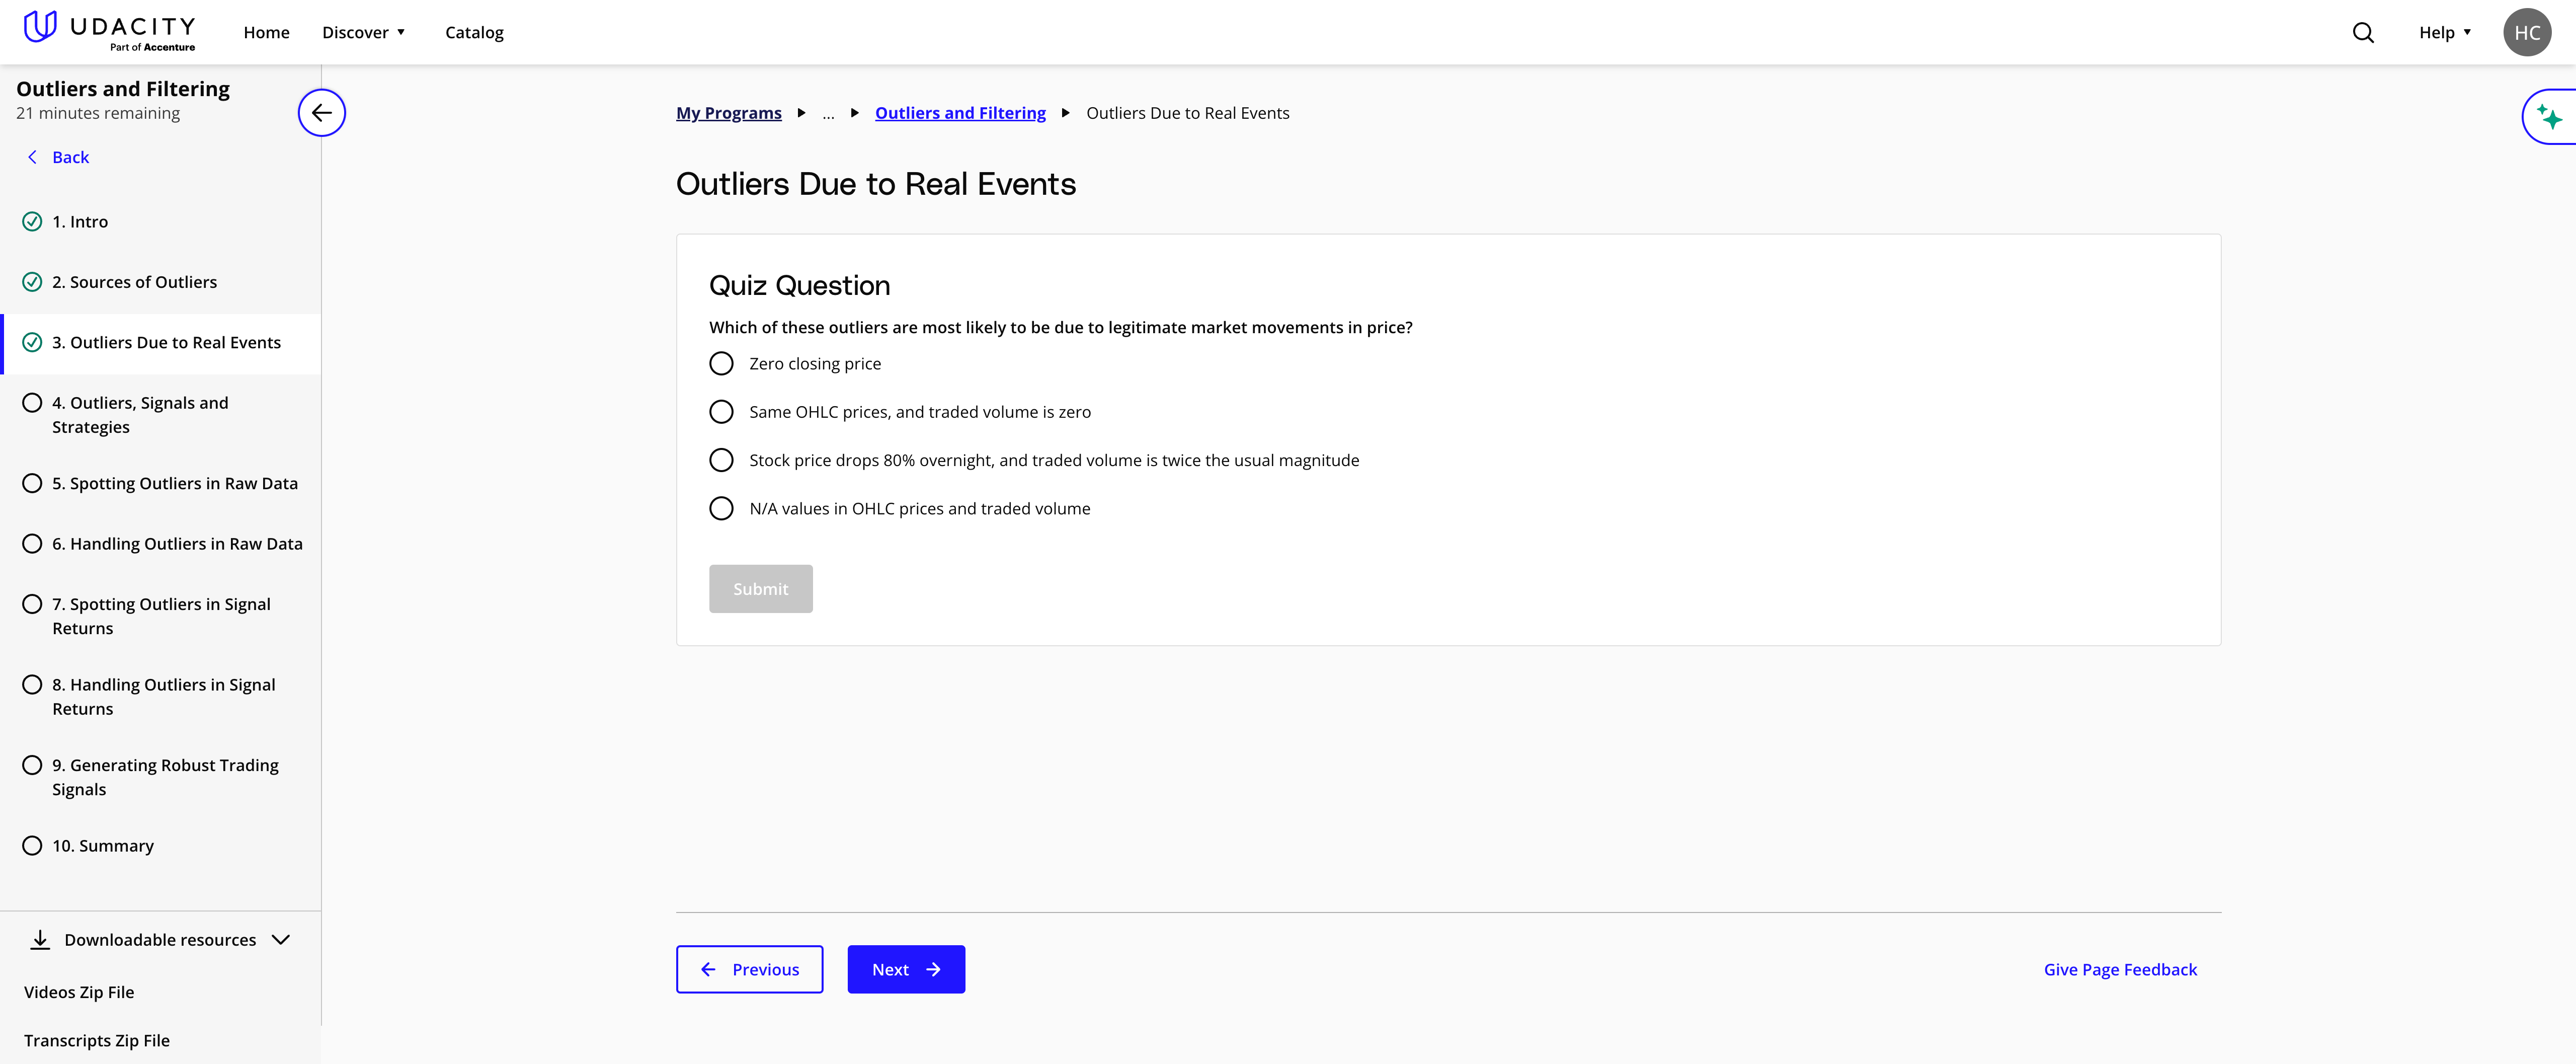 UDACITY
Part of Accenture
Home
Discover
Catalog
Help
HC
Outliers and Filtering
21 minutes remaining
Back
1. Intro
2. Sources of Outliers
3. Outliers Due to Real Events
4. Outliers, Signals and
Strategies
5. Spotting Outliers in Raw Data
6. Handling Outliers in Raw Data
7. Spotting Outliers in Signal
Returns
8. Handling Outliers in Signal
Returns
9. Generating Robust Trading
Signals
10. Summary
Downloadable resources
Videos Zip File
Transcripts Zip File
My Programs ... Outliers and Filtering Outliers Due to Real Events
Outliers Due to Real Events
Quiz Question
Which of these outliers are most likely to be due to legitimate market movements in price?
Zero closing price
Same OHLC prices, and traded volume is zero
Stock price drops 80% overnight, and traded volume is twice the usual magnitude
N/A values in OHLC prices and traded volume
Submit
Previous
Next
Give Page Feedback